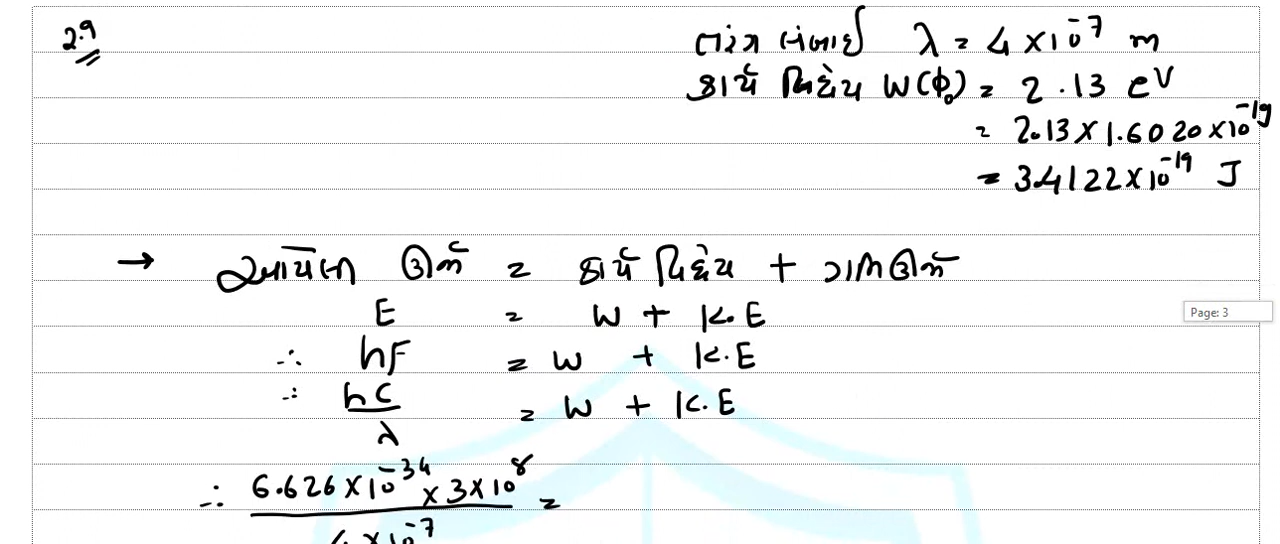 2.9
તરંગ લંબાઈ λ = 4 × 10⁻⁷ m
કાર્ય વિધેય W(ϕ₀) = 2.13 eV
= 2.13 × 1.6020 × 10⁻¹⁹
= 3.4122 × 10⁻¹⁹ J
→ આપેલ ઊર્જા = કાર્ય વિધેય + ગતિઊર્જા
E = W + K.E
∴ hF = W + K.E
∴ hc/λ = W + K.E
Page: 3
∴ 6.626 × 10⁻³⁴ × 3 × 10⁸ / 4 × 10⁻⁷ =